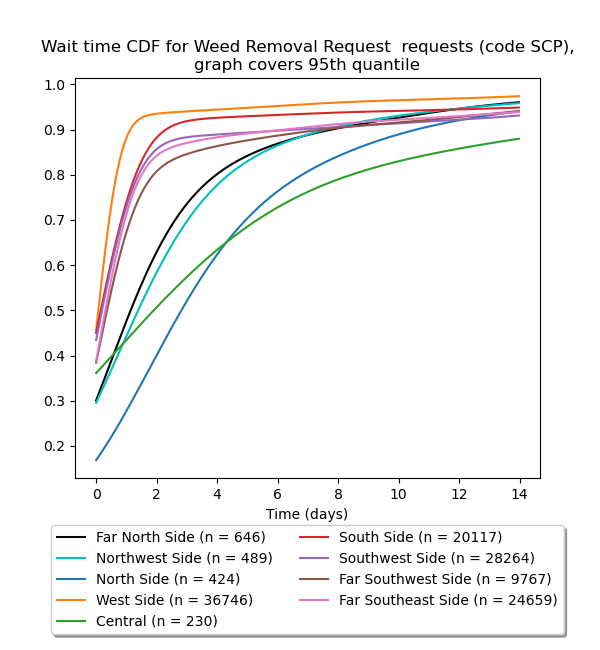 Wait time CDF for Weed Removal Request  requests (code SCP),
graph covers 95th quantile
1.0
0.9
0.8
0.7
0.6
0.5
0.4
0.3
0.2
0 2 4 6 8 10 12 14
Time (days)
Far North Side (n = 646)
Northwest Side (n = 489)
North Side (n = 424)
West Side (n = 36746)
Central (n = 230)
South Side (n = 20117)
Southwest Side (n = 28264)
Far Southwest Side (n = 9767)
Far Southeast Side (n = 24659)